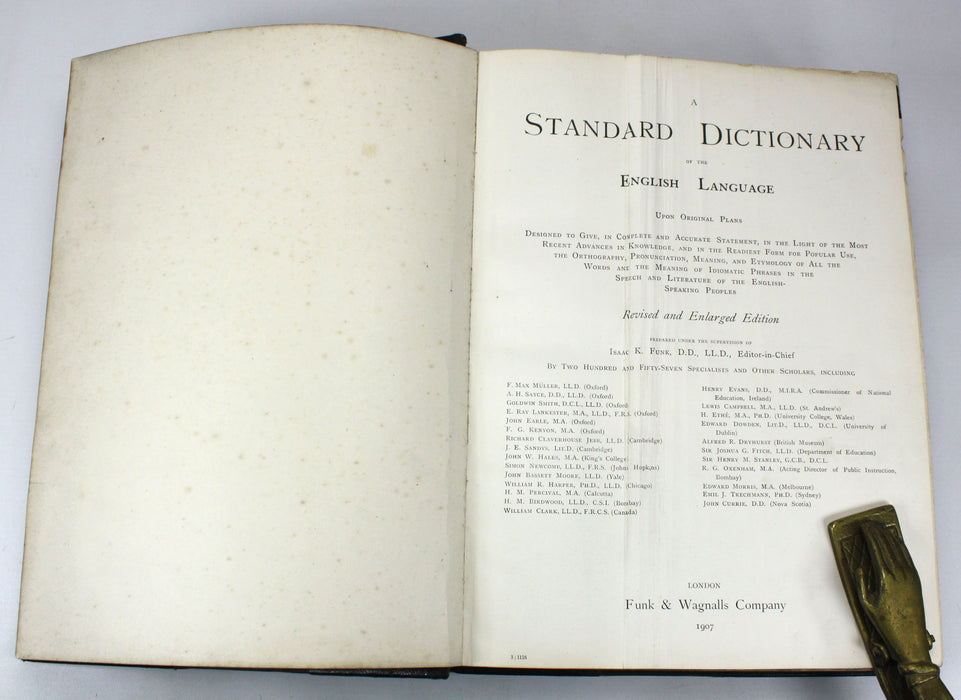 A
STANDARD DICTIONARY
OF THE
ENGLISH LANGUAGE
UPON ORIGINAL PLANS
DESIGNED TO GIVE, IN COMPLETE AND ACCURATE STATEMENT, IN THE LIGHT OF THE MOST
RECENT ADVANCES IN KNOWLEDGE, AND IN THE READIEST FORM FOR POPULAR USE,
THE ORTHOGRAPHY, PRONUNCIATION, MEANING, AND ETYMOLOGY OF ALL THE
WORDS AND THE MEANING OF IDIOMATIC PHRASES IN THE
SPEECH AND LITERATURE OF THE ENGLISH-
SPEAKING PEOPLES
Revised and Enlarged Edition
PREPARED UNDER THE SUPERVISION OF
ISAAC K. FUNK, D.D., LL.D., Editor-in-Chief
BY TWO HUNDRED AND FIFTY-SEVEN SPECIALISTS AND OTHER SCHOLARS, INCLUDING
F. MAX MÜLLER, LL.D. (Oxford)
A. H. SAYCE, D.D., LL.D. (Oxford)
GOLDWIN SMITH, D.C.L., LL.D. (Oxford)
E. RAY LANKESTER, M.A., LL.D., F.R.S. (Oxford)
JOHN EARLE, M.A. (Oxford)
F. G. KENYON, M.A. (Oxford)
RICHARD CLAVERHOUSE JEBB, LL.D. (Cambridge)
J. E. SANDYS, LIT.D. (Cambridge)
JOHN W. HALES, M.A. (King's College)
SIMON NEWCOMB, LL.D., F.R.S. (Johns Hopkins)
JOHN BASSETT MOORE, LL.D. (Yale)
WILLIAM R. HARPER, PH.D., LL.D. (Chicago)
H. M. PERCIVAL, M.A. (Calcutta)
H. M. BIRDWOOD, LL.D., C.S.I. (Bombay)
WILLIAM CLARK, LL.D., F.R.C.S. (Canada)
HENRY EVANS, D.D., M.I.R.A. (Commissioner of National
Education, Ireland)
LEWIS CAMPBELL, M.A., LL.D. (St. Andrew's)
H. ETHÉ, M.A., PH.D. (University College, Wales)
EDWARD DOWDEN, LIT.D., LL.D., D.C.L. (University of
Dublin)
ALFRED R. DRYHURST (British Museum)
SIR JOSHUA G. FITCH, LL.D. (Department of Education)
SIR HENRY M. STANLEY, G.C.B., D.C.L.
R. G. OXENHAM, M.A. (Acting Director of Public Instruction,
Bombay)
EDWARD MORRIS, M.A. (Melbourne)
EMIL J. TRECHMANN, PH.D. (Sydney)
JOHN CURRIE, D.D. (Nova Scotia)
LONDON
Funk & Wagnalls Company
1907